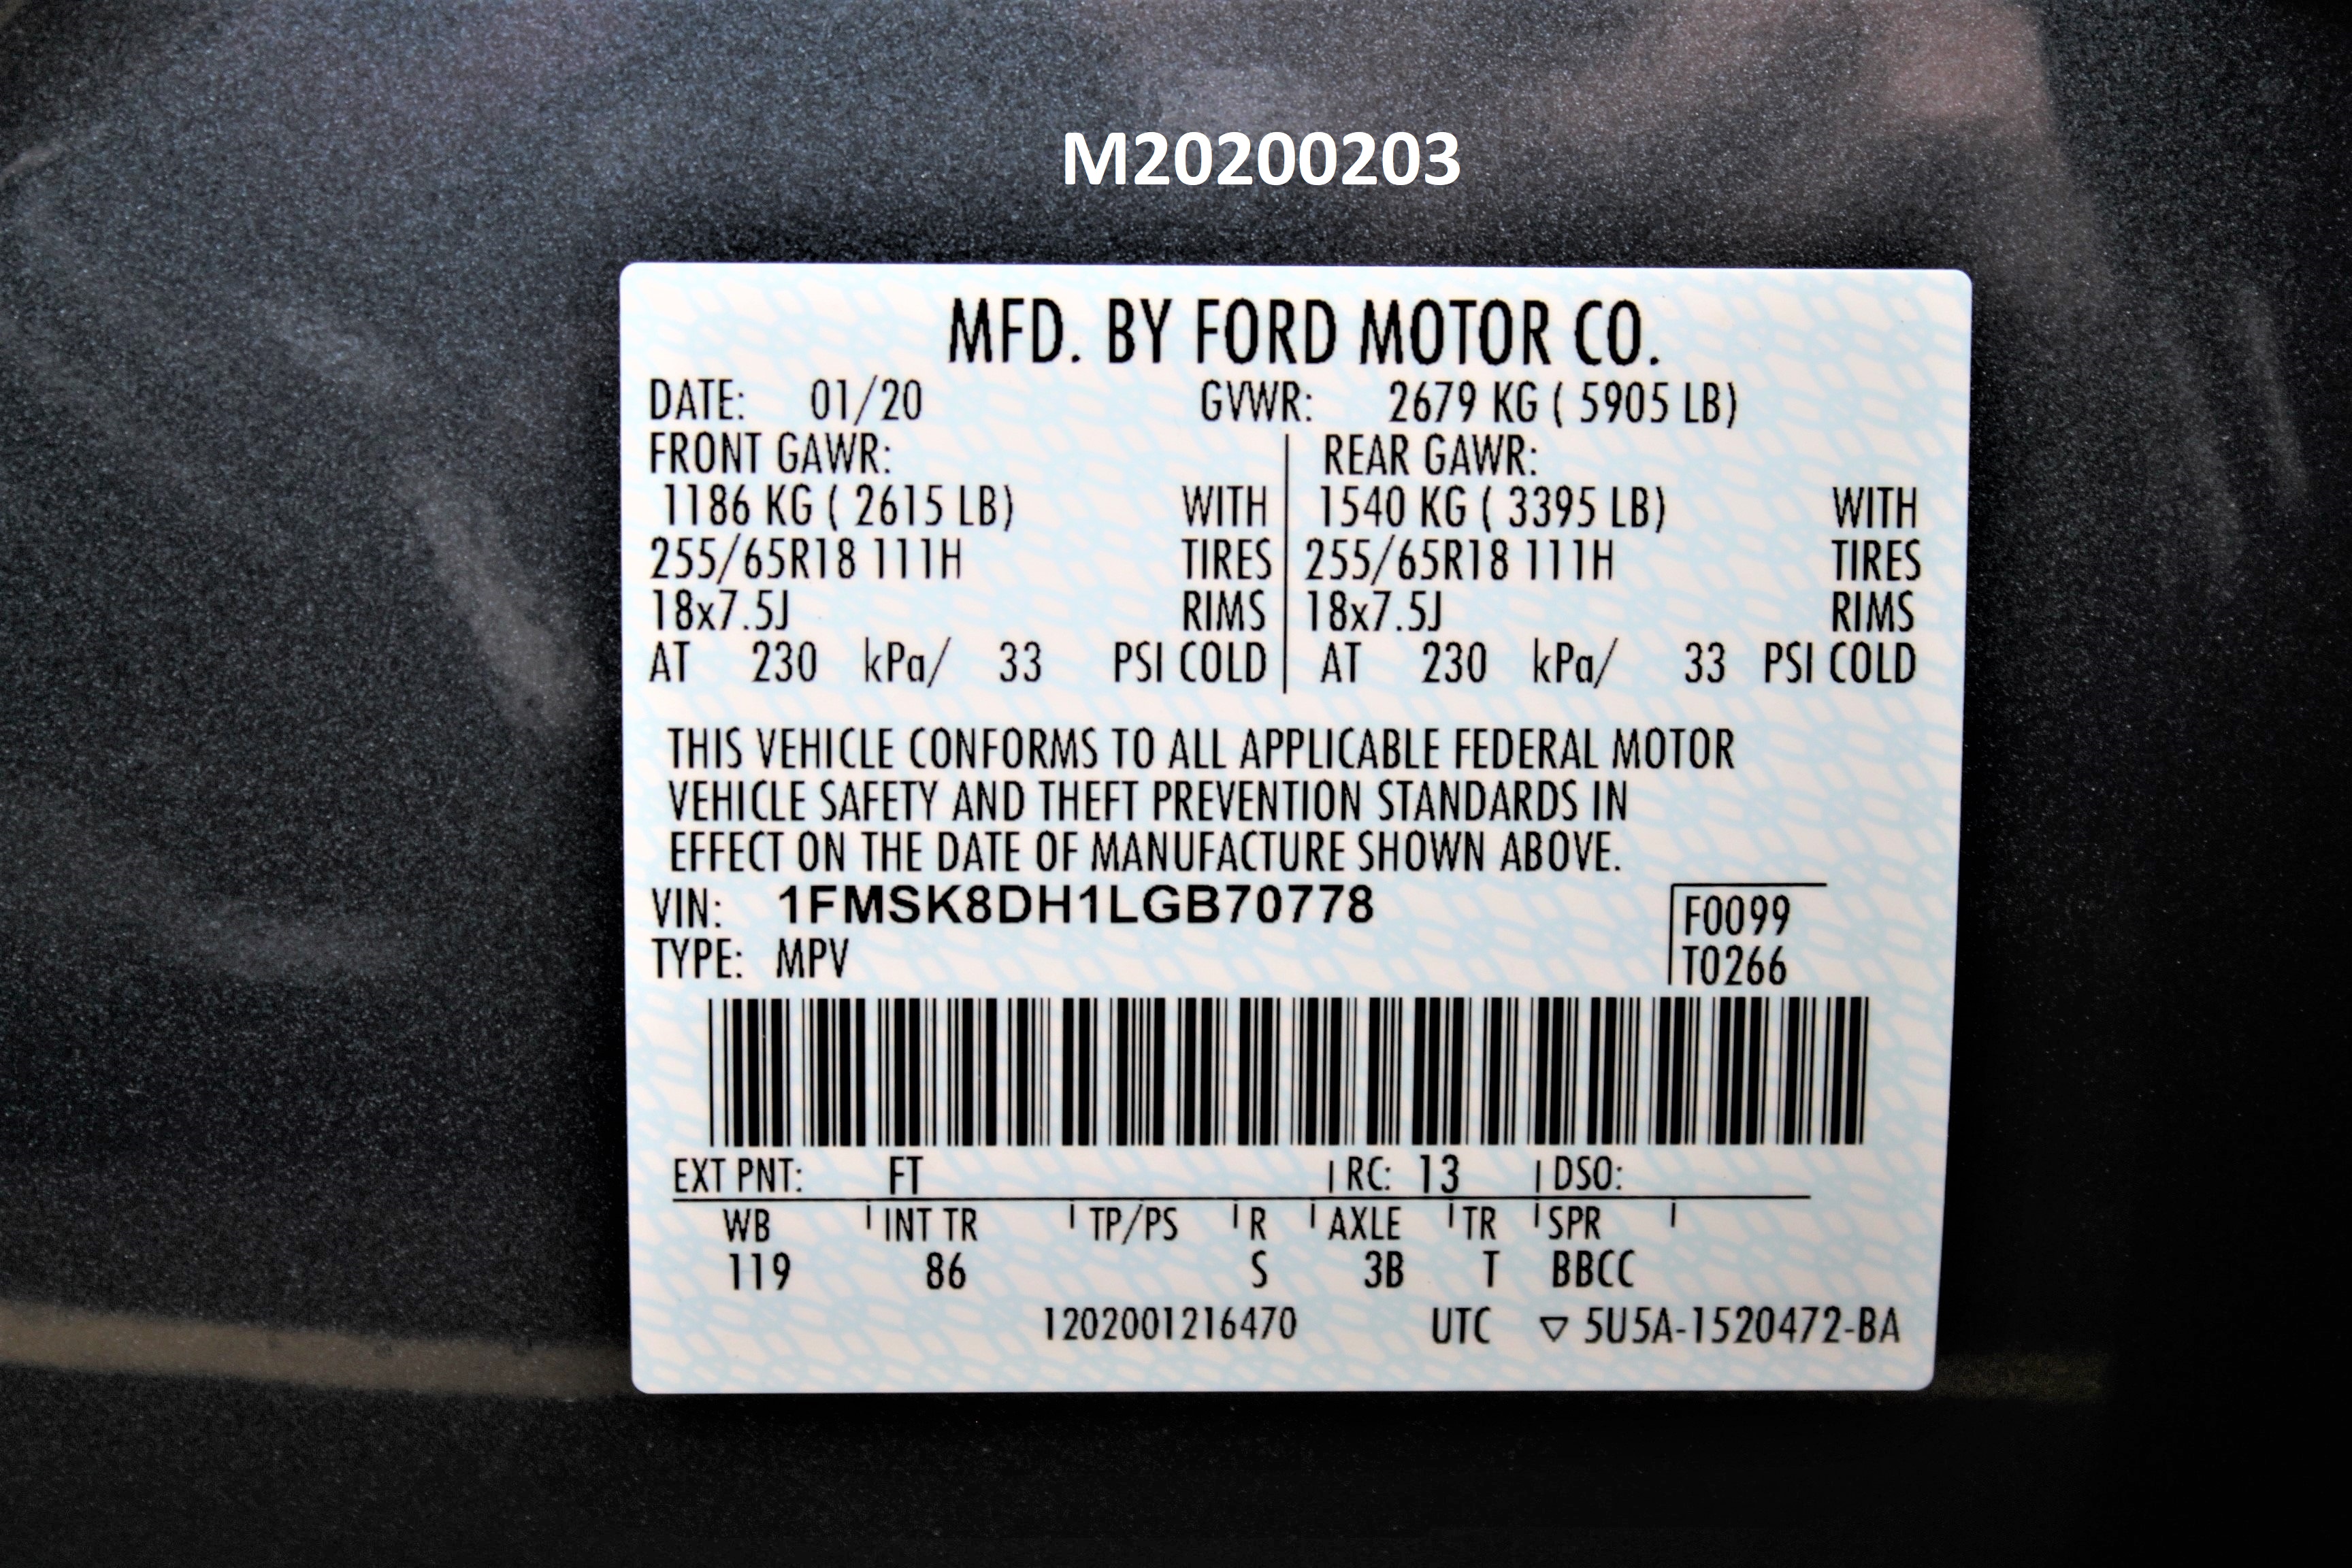 M20200203
MFD. BY FORD MOTOR CO.
DATE: 01/20 GVWR: 2679 KG ( 5905 LB)
FRONT GAWR: REAR GAWR:
1186 KG ( 2615 LB) WITH 1540 KG ( 3395 LB) WITH
255/65R18 111H TIRES 255/65R18 111H TIRES
18x7.5J RIMS 18x7.5J RIMS
AT 230 kPa/ 33 PSI COLD AT 230 kPa/ 33 PSI COLD
THIS VEHICLE CONFORMS TO ALL APPLICABLE FEDERAL MOTOR
VEHICLE SAFETY AND THEFT PREVENTION STANDARDS IN
EFFECT ON THE DATE OF MANUFACTURE SHOWN ABOVE.
VIN: 1FMSK8DH1LGB70778 F0099
TYPE: MPV T0266
EXT PNT: FT RC: 13 DSO:
WB INT TR TP/PS R AXLE TR SPR
119 86 S 3B T BBCC
1202001216470 UTC ▽ 5U5A-1520472-BA